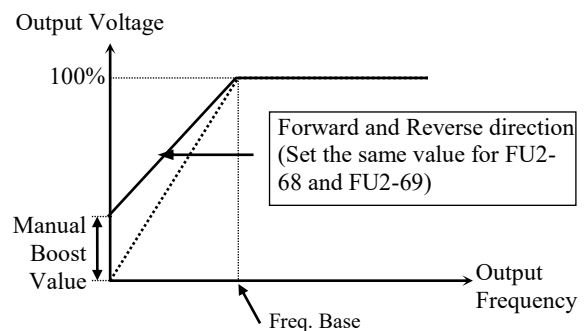 Output Voltage
100%
Forward and Reverse direction
(Set the same value for FU2-
68 and FU2-69)
Manual
Boost
Value
Output
Frequency
Freq. Base